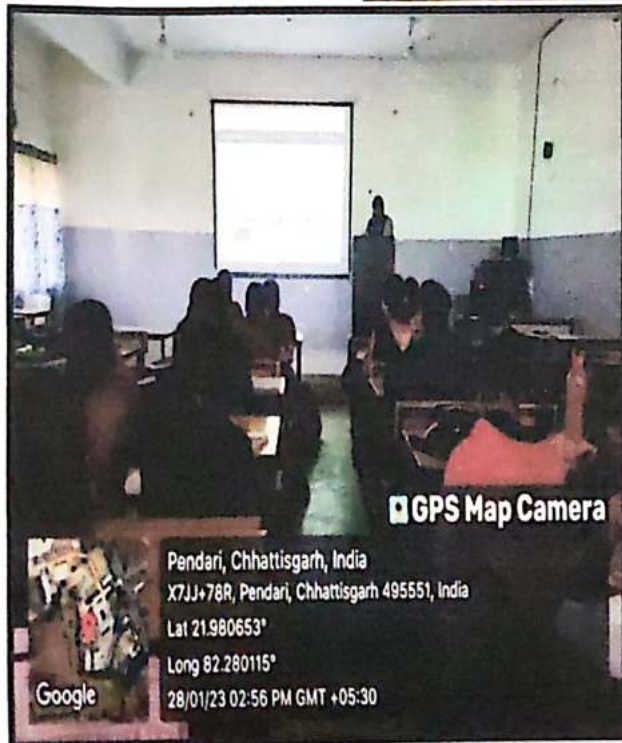 GPS Map Camera
Pendari, Chhattisgarh, India
X7JJ+78R, Pendari, Chhattisgarh 495551, India
Lat 21.980653°
Long 82.280115°
28/01/23 02:56 PM GMT +05:30
Google